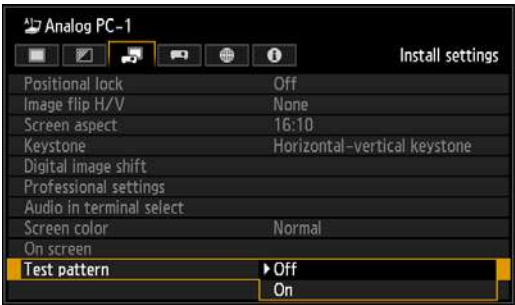 Analog PC-1
Install settings
Positional lock Off
Image flip H/V None
Screen aspect 16:10
Keystone Horizontal-vertical keystone
Digital image shift
Professional settings
Audio in terminal select
Screen color Normal
On screen
Test pattern Off
On